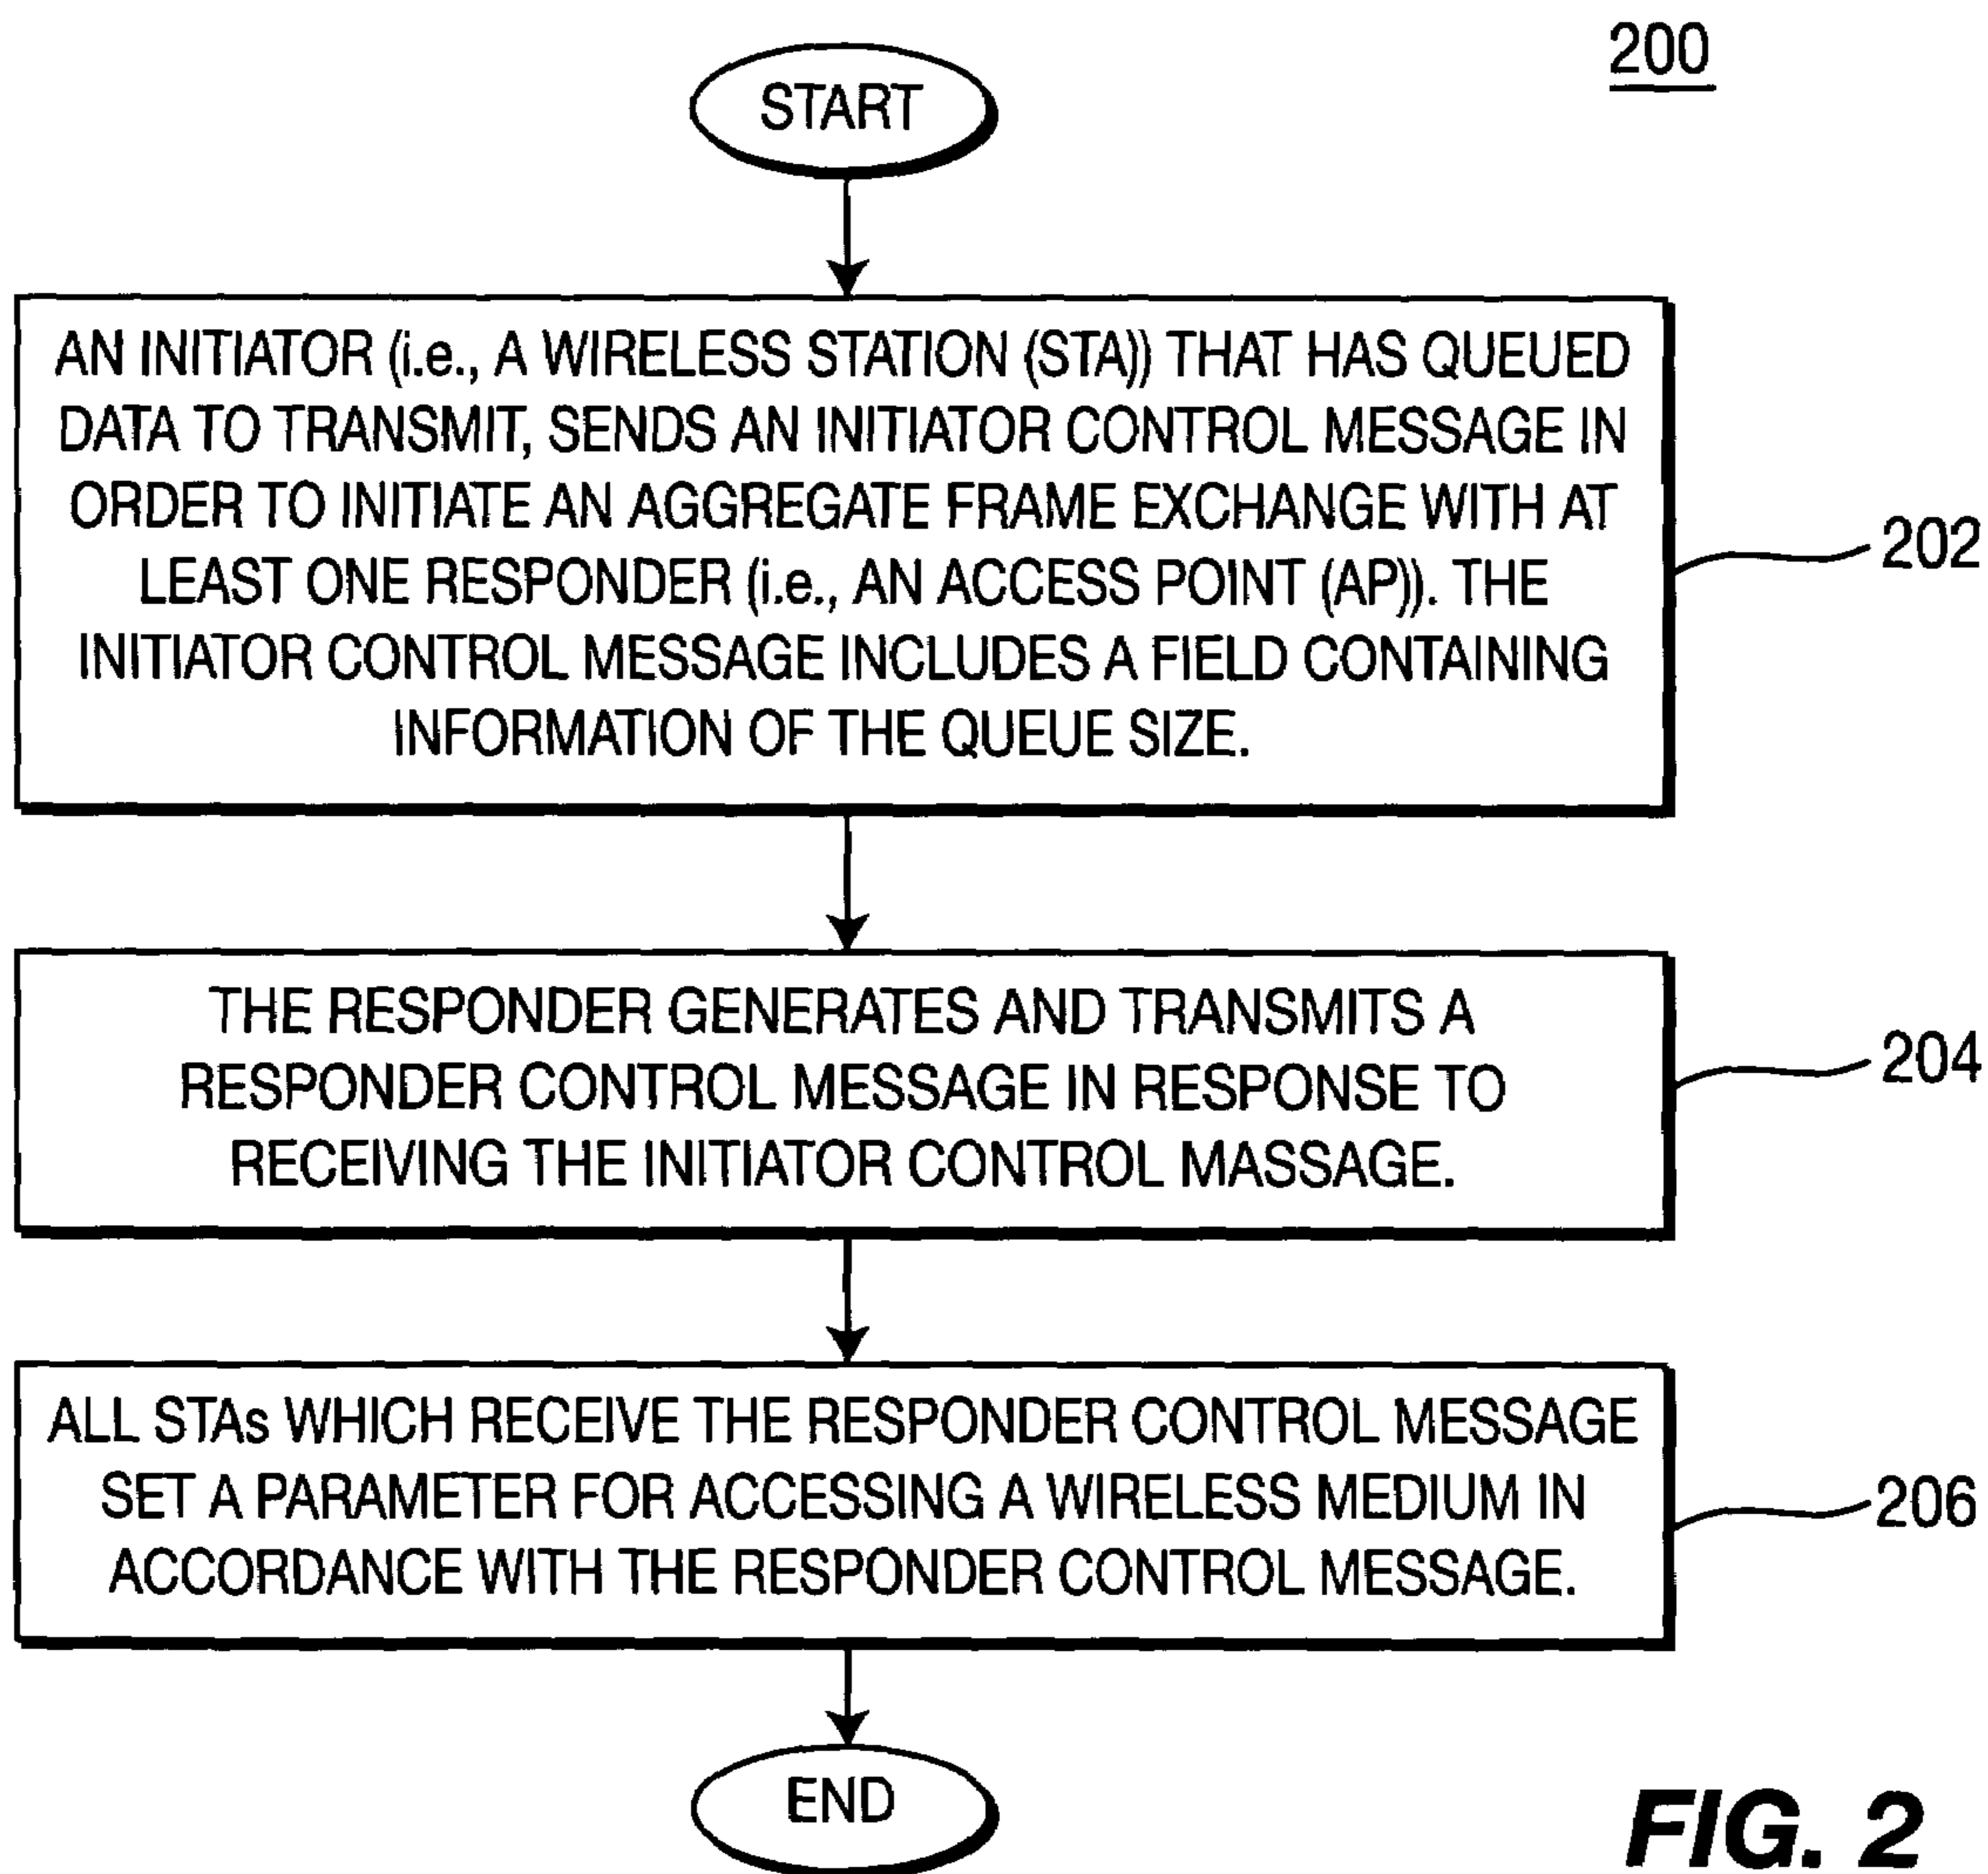 200
START
AN INITIATOR (i.e., A WIRELESS STATION (STA)) THAT HAS QUEUED
DATA TO TRANSMIT, SENDS AN INITIATOR CONTROL MESSAGE IN
ORDER TO INITIATE AN AGGREGATE FRAME EXCHANGE WITH AT
LEAST ONE RESPONDER (i.e., AN ACCESS POINT (AP)). THE
INITIATOR CONTROL MESSAGE INCLUDES A FIELD CONTAINING
INFORMATION OF THE QUEUE SIZE.
202
THE RESPONDER GENERATES AND TRANSMITS A
RESPONDER CONTROL MESSAGE IN RESPONSE TO
RECEIVING THE INITIATOR CONTROL MASSAGE.
204
ALL STAs WHICH RECEIVE THE RESPONDER CONTROL MESSAGE
SET A PARAMETER FOR ACCESSING A WIRELESS MEDIUM IN
ACCORDANCE WITH THE RESPONDER CONTROL MESSAGE.
206
END
FIG. 2